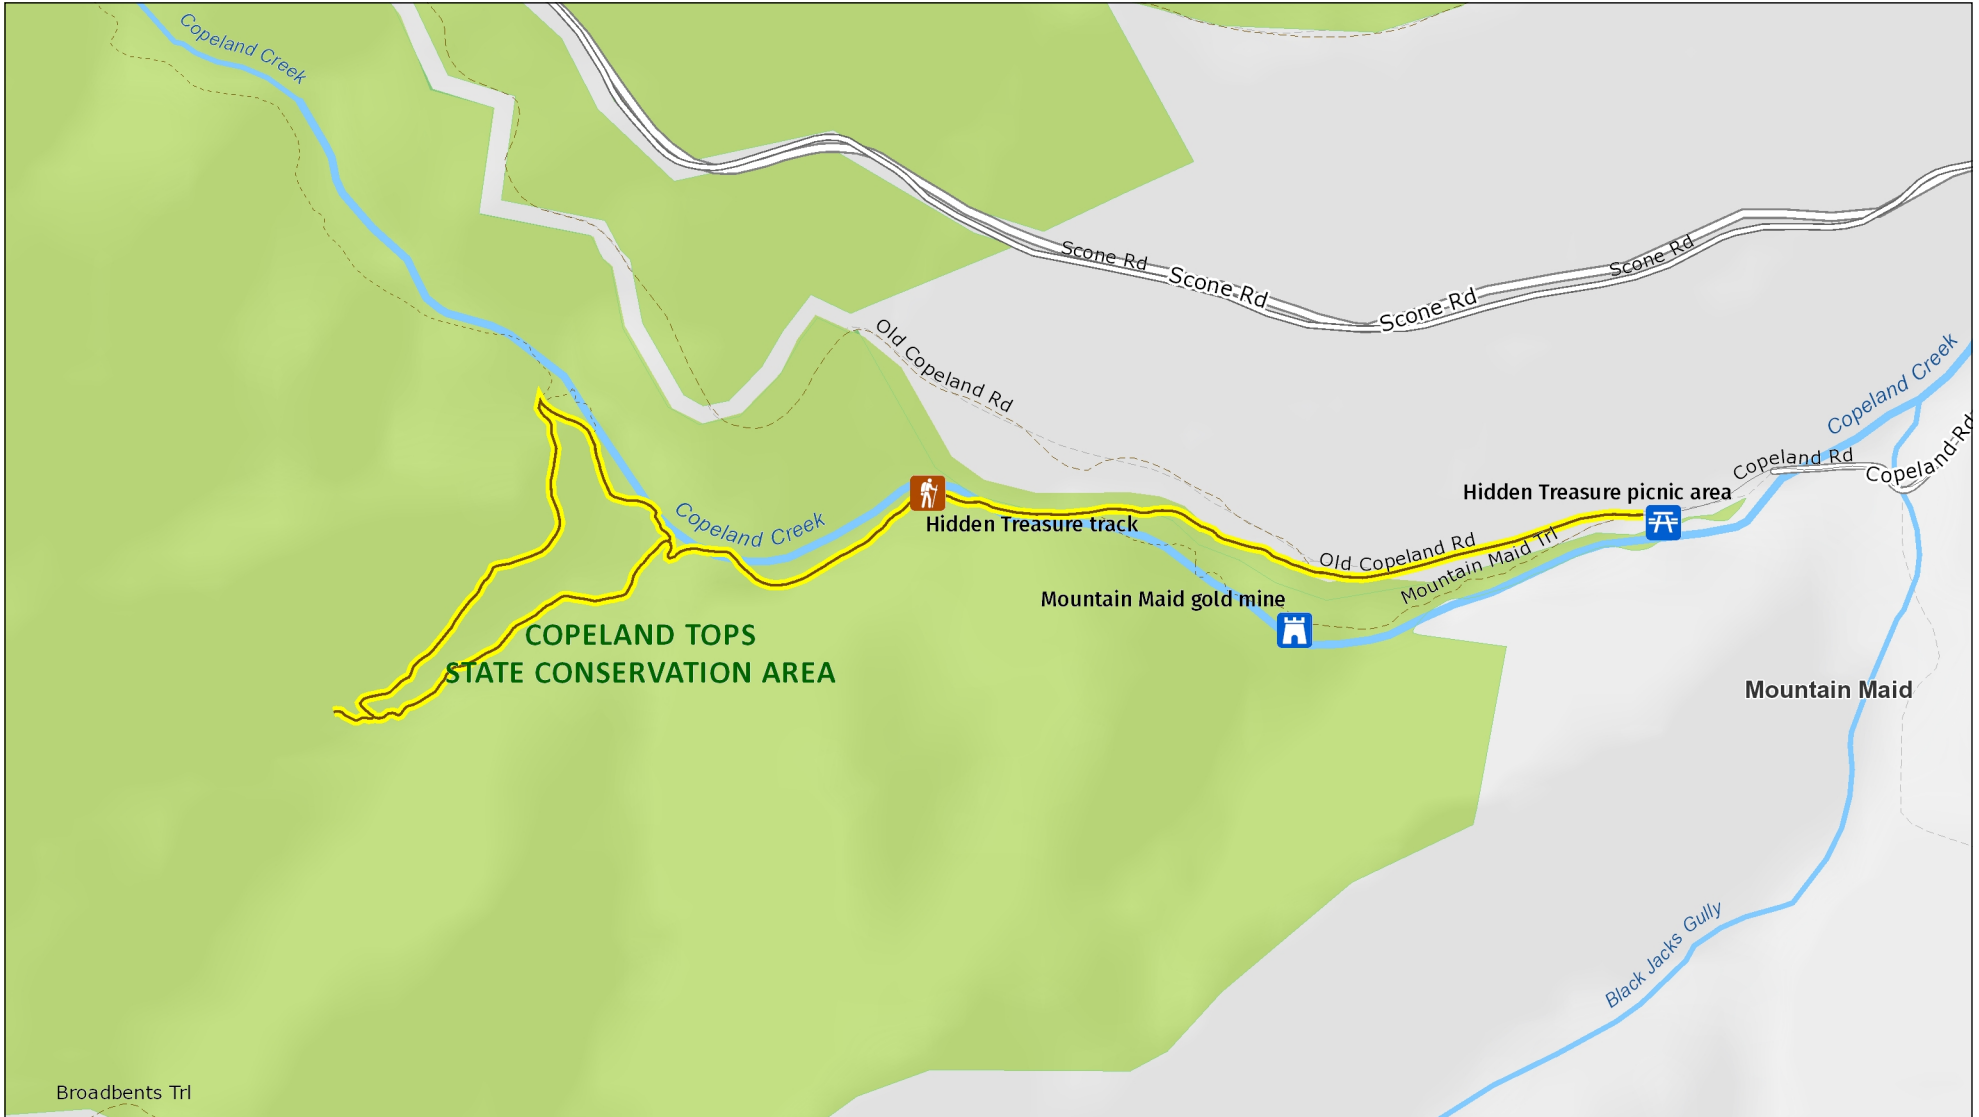 Copeland Creek
Scone Rd
Scone Rd
Scone Rd
Scone Rd
Old Copeland Rd
Copeland Creek
Copeland Rd
Copeland-Rd
Hidden Treasure picnic area
Copeland Creek
Hidden Treasure track
Old Copeland Rd
Mountain Maid Trl
Mountain Maid gold mine
COPELAND TOPS
STATE CONSERVATION AREA
Mountain Maid
Black Jacks Gully
Broadbents Trl